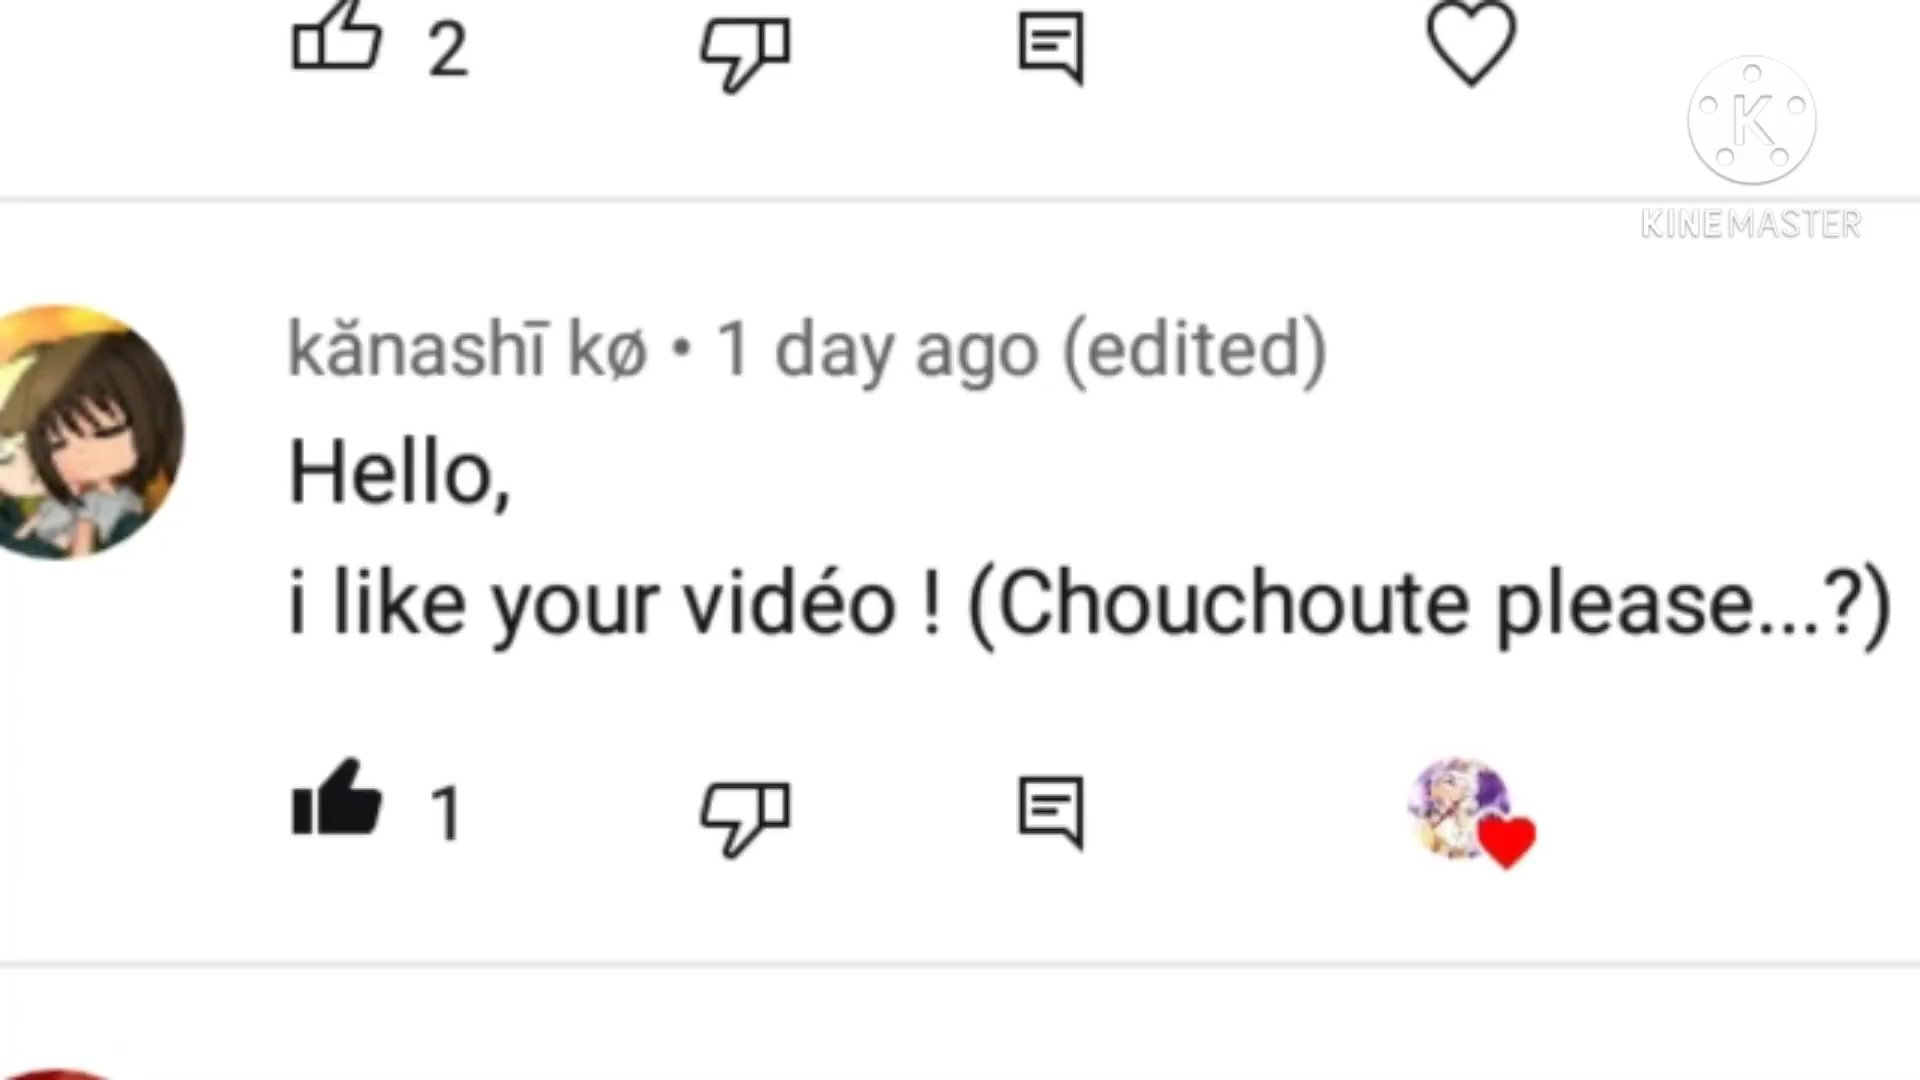 2
K
KINEMASTER
kănashī kø • 1 day ago (edited)
Hello,
i like your vidéo ! (Chouchoute please...?)
1